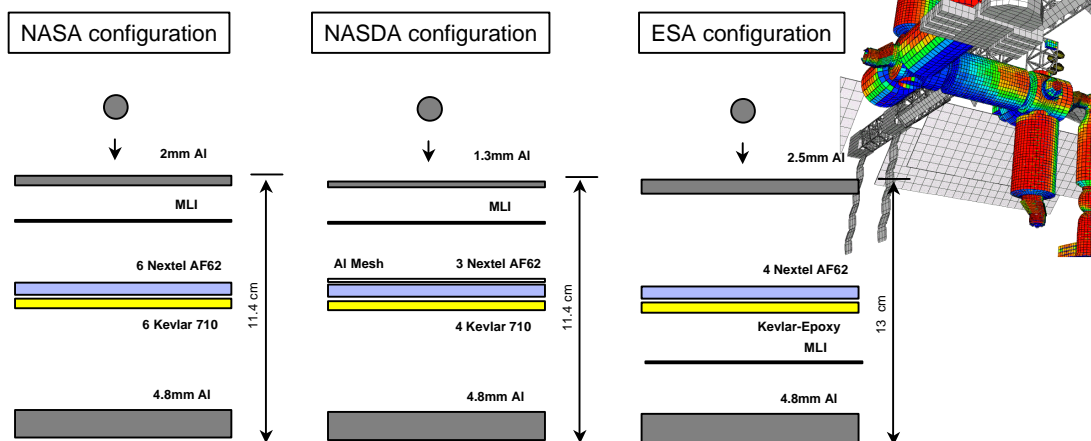 NASA configuration
NASDA configuration
ESA configuration
2mm Al
MLI
6 Nextel AF62
6 Kevlar 710
4.8mm Al
11.4 cm
1.3mm Al
MLI
Al Mesh 3 Nextel AF62
4 Kevlar 710
4.8mm Al
11.4 cm
2.5mm Al
4 Nextel AF62
Kevlar-Epoxy
MLI
4.8mm Al
13 cm